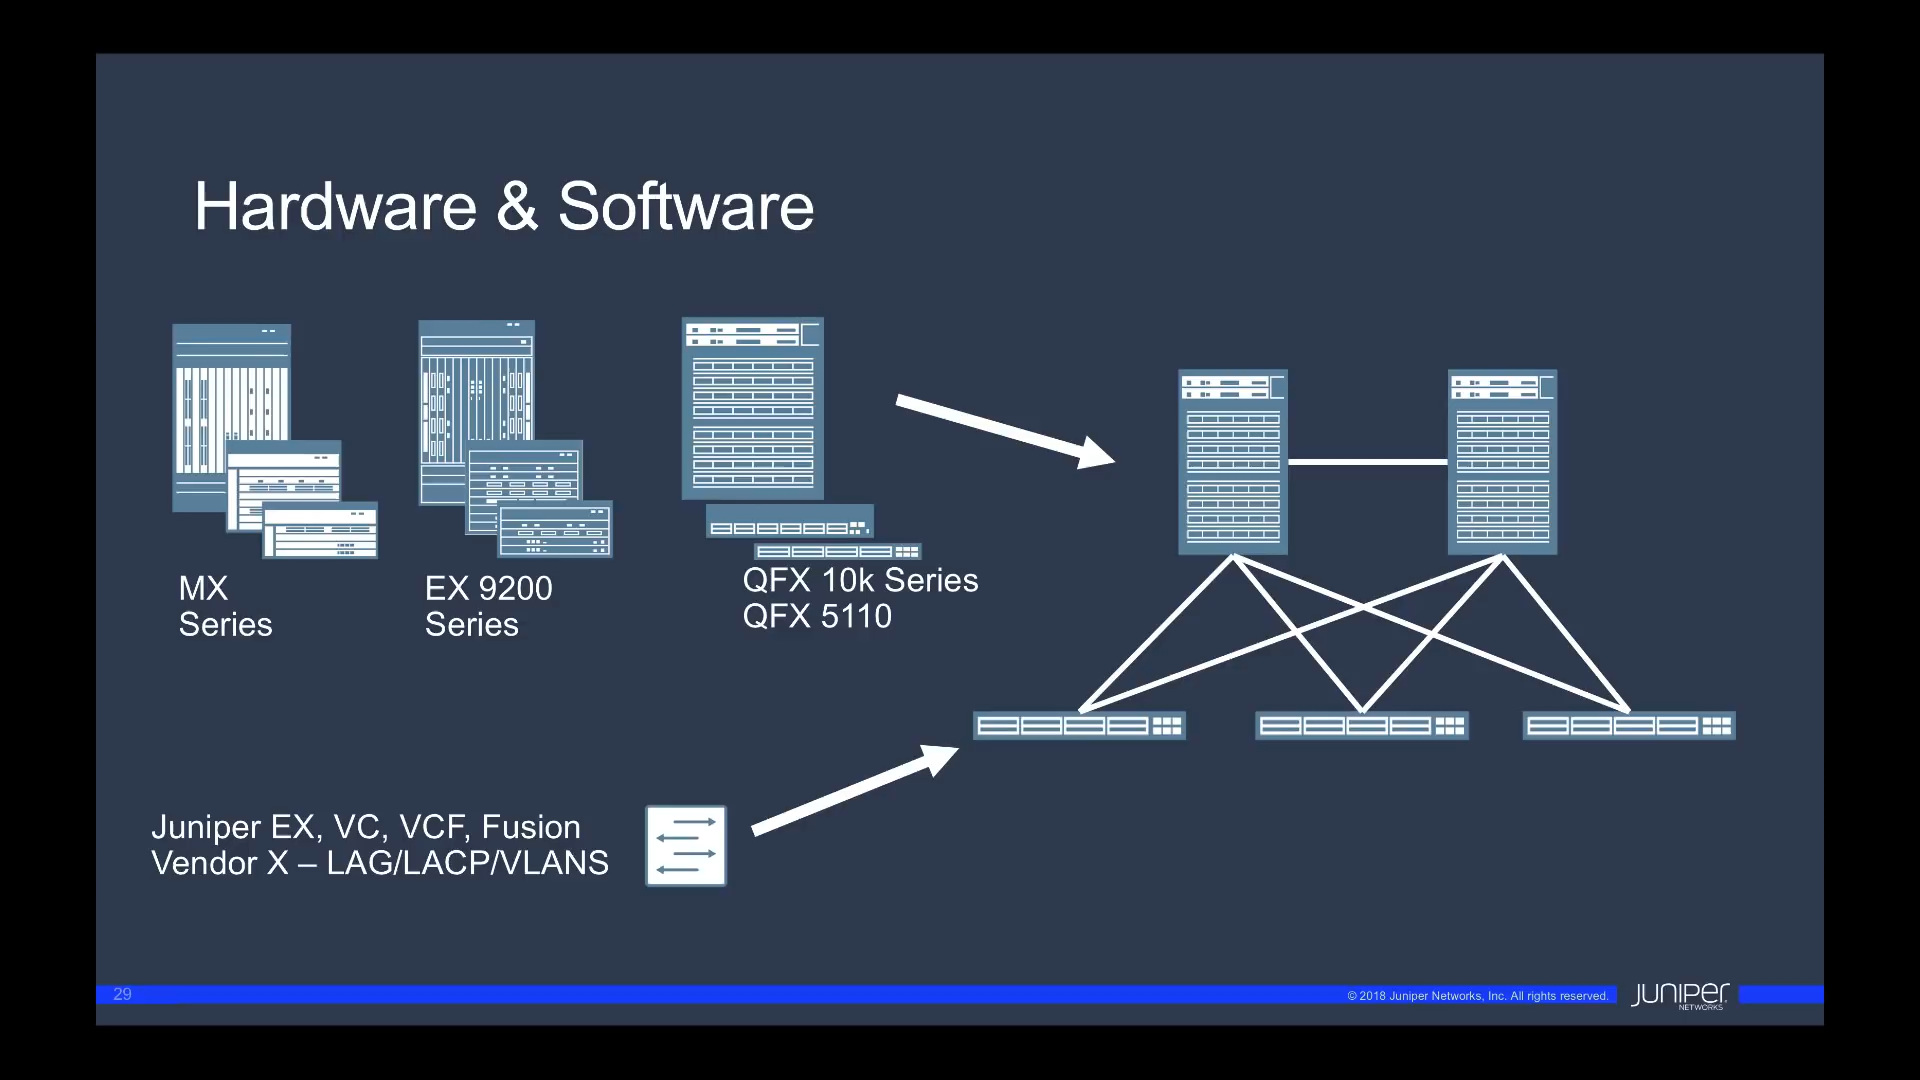 Hardware & Software
MX
Series
EX 9200
Series
QFX 10k Series
QFX 5110
Juniper EX, VC, VCF, Fusion
Vendor X – LAG/LACP/VLANS
29
© 2018 Juniper Networks, Inc. All rights reserved.
JUNIPER
NETWORKS